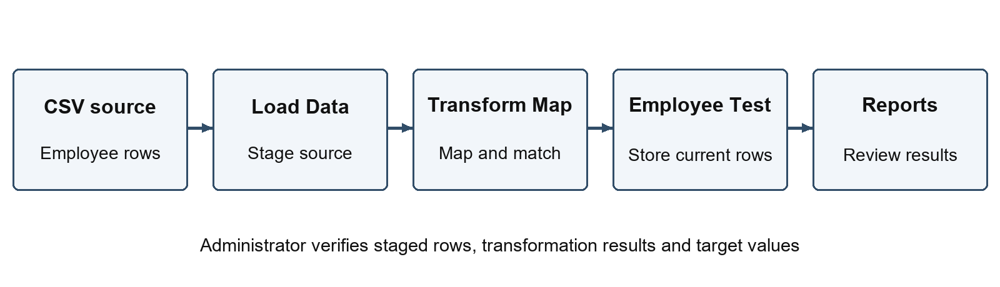 CSV source
Employee rows
Load Data
Stage source
Transform Map
Map and match
Employee Test
Store current rows
Reports
Review results
Administrator verifies staged rows, transformation results and target values